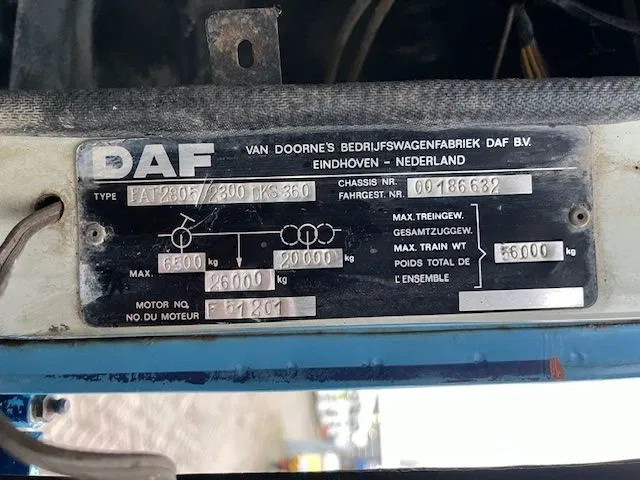 DAF
VAN DOORNE'S BEDRIJFSWAGENFABRIEK DAF B.V.
EINDHOVEN - NEDERLAND
TYPE 2300 DKS 360
CHASSIS NR.
FAHRGEST. NR. 00186632
MAX. 6500 kg 26000 kg 20000 kg
MOTOR NO.
NO. DU MOTEUR 51201
MAX. TREINGEW.
GESAMTZUGGEW.
MAX. TRAIN WT 56000 kg
POIDS TOTAL DE
L'ENSEMBLE